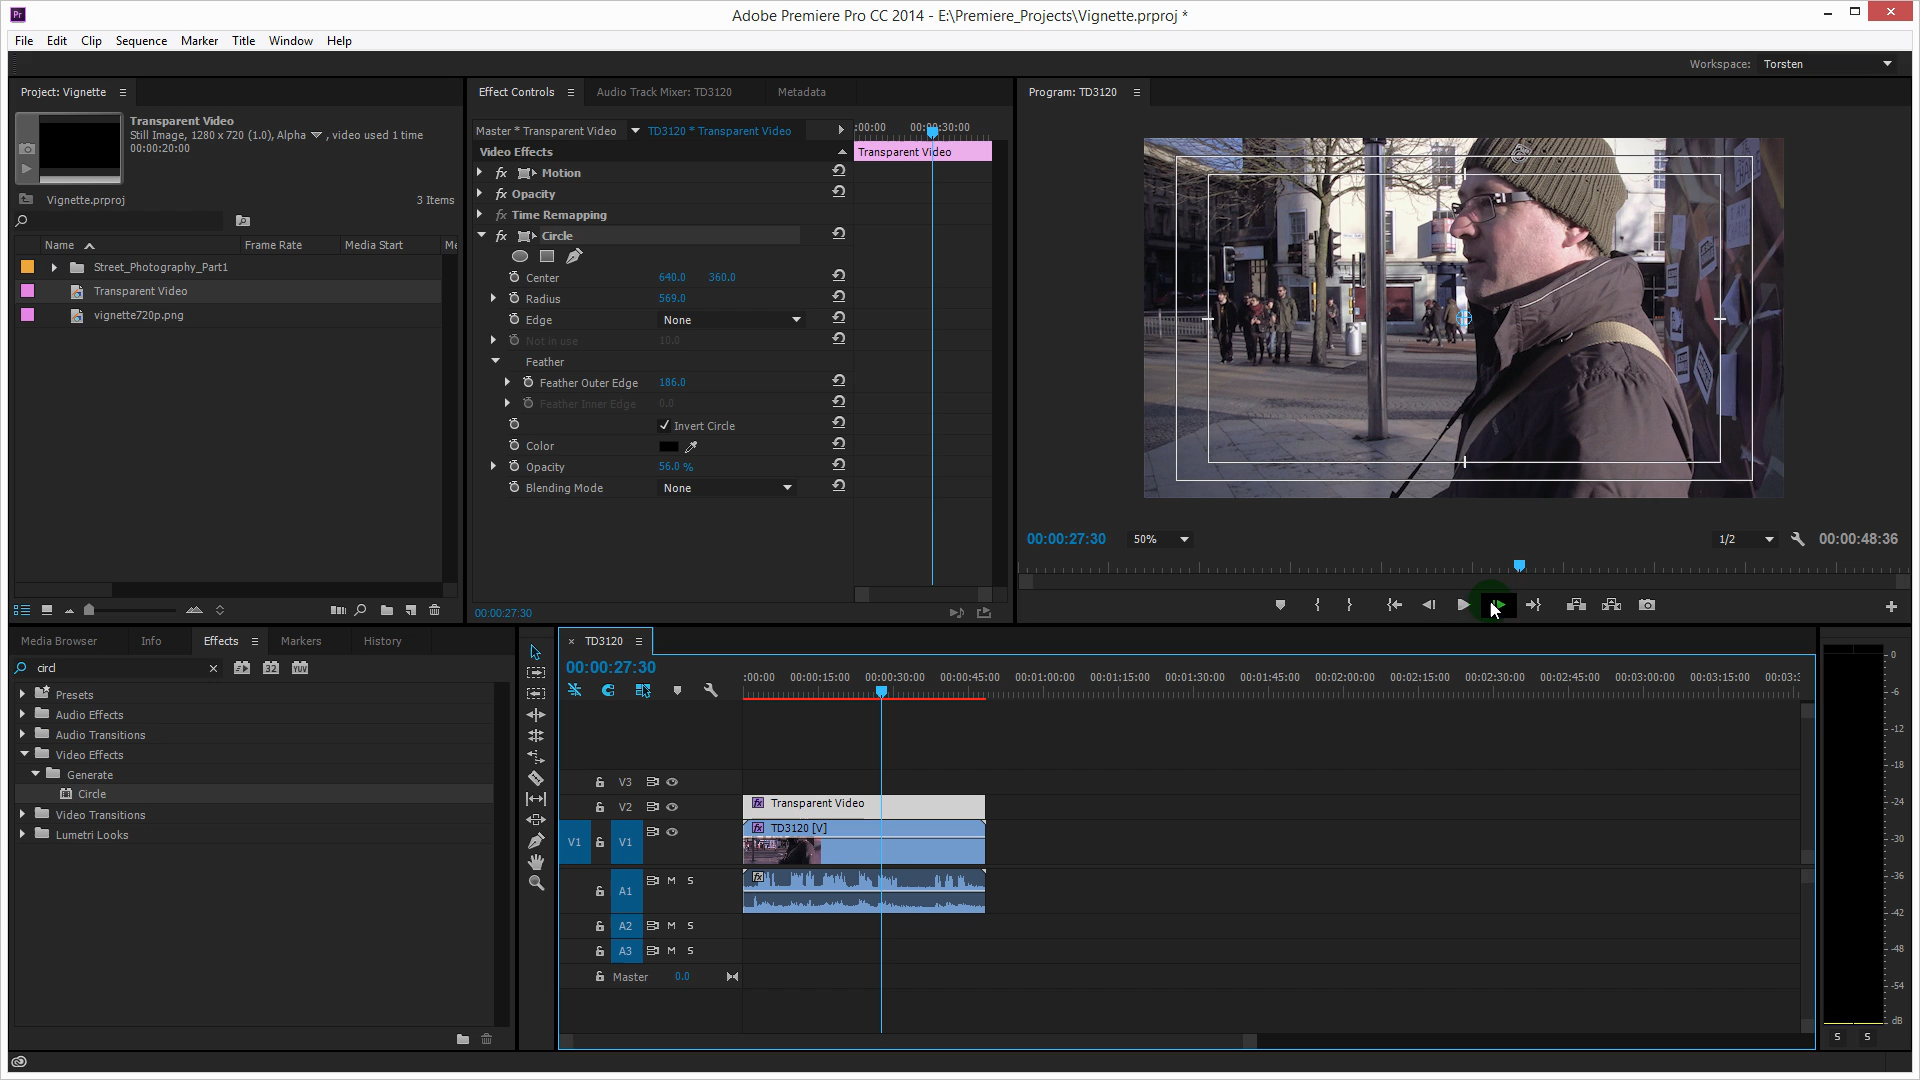 Adobe Premiere Pro CC 2014 - E:\Premiere_Projects\Vignette.prproj *
File Edit Clip Sequence Marker Title Window Help
Workspace: Torsten
Project: Vignette
Transparent Video
Still Image, 1280 x 720 (1.0), Alpha , video used 1 time
00:00:20:00
Vignette.prproj 3 Items
Name Frame Rate Media Start Me
Street_Photography_Part1
Transparent Video
vignette720p.png
Effect Controls Audio Track Mixer: TD3120 Metadata
Master * Transparent Video TD3120 * Transparent Video
:00:00 00:00:30:00
Video Effects
Transparent Video
fx Motion
fx Opacity
fx Time Remapping
fx Circle
Center 640.0 360.0
Radius 569.0
Edge None
Not in use 10.0
Feather
Feather Outer Edge 186.0
Feather Inner Edge 0.0
Invert Circle
Color
Opacity 56.0 %
Blending Mode None
00:00:27:30
Program: TD3120
00:00:27:30 50% 1/2 00:00:48:36
Media Browser Info Effects Markers History
circl
32 YUV
Presets
Audio Effects
Audio Transitions
Video Effects
Generate
Circle
Video Transitions
Lumetri Looks
TD3120
00:00:27:30
:00:00 00:00:15:00 00:00:30:00 00:00:45:00 00:01:00:00 00:01:15:00 00:01:30:00 00:01:45:00 00:02:00:00 00:02:15:00 00:02:30:00 00:02:45:00 00:03:00:00 00:03:15:00 00:03:3
V3
V2
fx Transparent Video
V1 V1
fx TD3120 [V]
A1 M S
fx
A2 M S
A3 M S
Master 0.0
0
-6
-12
-18
-24
-30
-36
-42
-48
-54
dB
S S